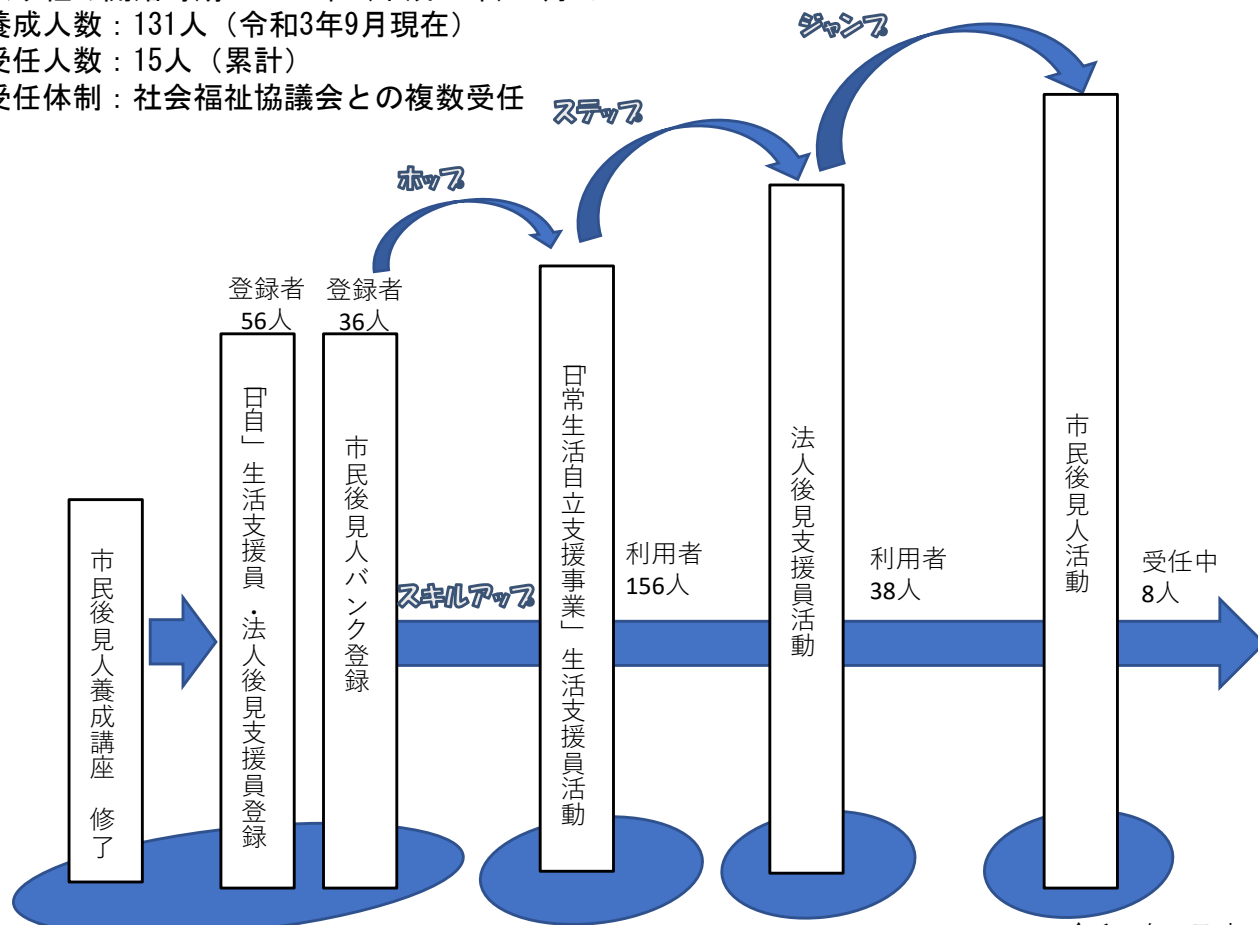 養成人数：131人（令和3年9月現在）
受任人数：15人（累計）
受任体制：社会福祉協議会との複数受任
ホップ
ステップ
ジャンプ
登録者
56人
登録者
36人
市民後見人養成講座　修了
「日自」生活支援員・法人後見支援員登録
市民後見人バンク登録
スキルアップ
「日常生活自立支援事業」生活支援員活動
利用者
156人
法人後見支援員活動
利用者
38人
市民後見人活動
受任中
8人